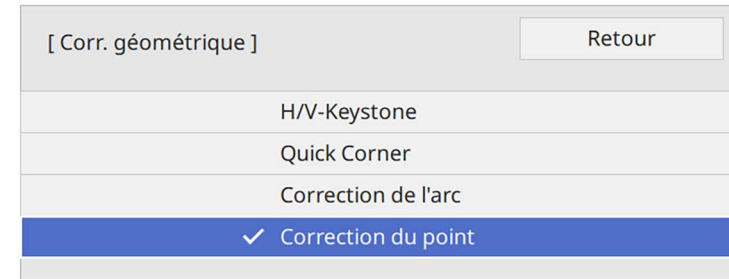 [ Corr. géométrique ]
Retour
H/V-Keystone
Quick Corner
Correction de l'arc
Correction du point